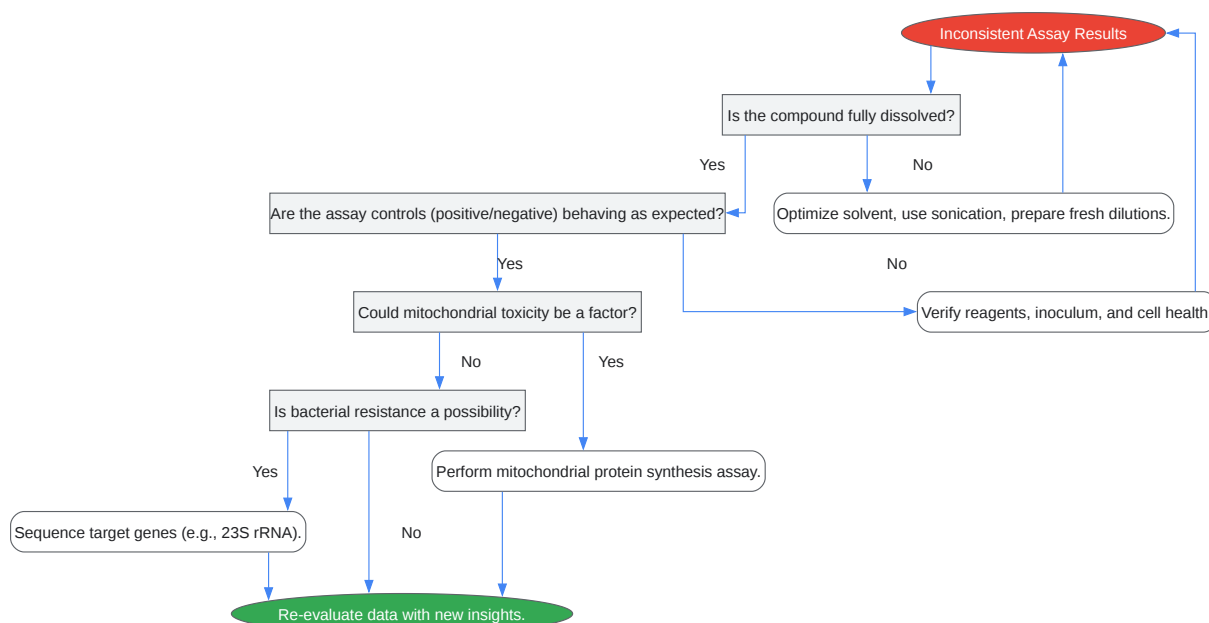 Inconsistent Assay Results
Is the compound fully dissolved?
Yes
No
Are the assay controls (positive/negative) behaving as expected?
Optimize solvent, use sonication, prepare fresh dilutions.
Yes
No
Could mitochondrial toxicity be a factor?
Verify reagents, inoculum, and cell health
No
Yes
Is bacterial resistance a possibility?
Yes
Perform mitochondrial protein synthesis assay.
Sequence target genes (e.g., 23S rRNA).
No
Re-evaluate data with new insights.